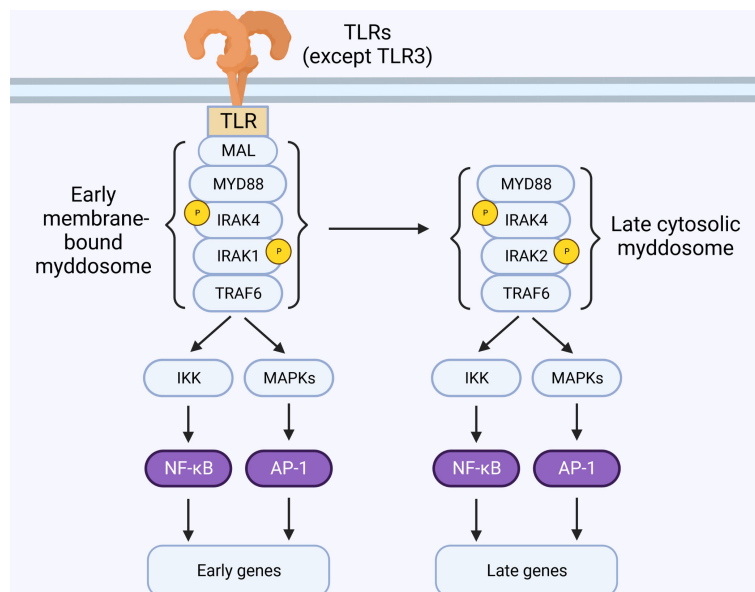 TLRs
(except TLR3)
TLR
MAL
MYD88
P
IRAK4
IRAK1
P
TRAF6
Early
membrane-
bound
myddosome
MYD88
P
IRAK4
IRAK2
P
TRAF6
Late cytosolic
myddosome
IKK
MAPKs
IKK
MAPKs
NF-κB
AP-1
NF-κB
AP-1
Early genes
Late genes